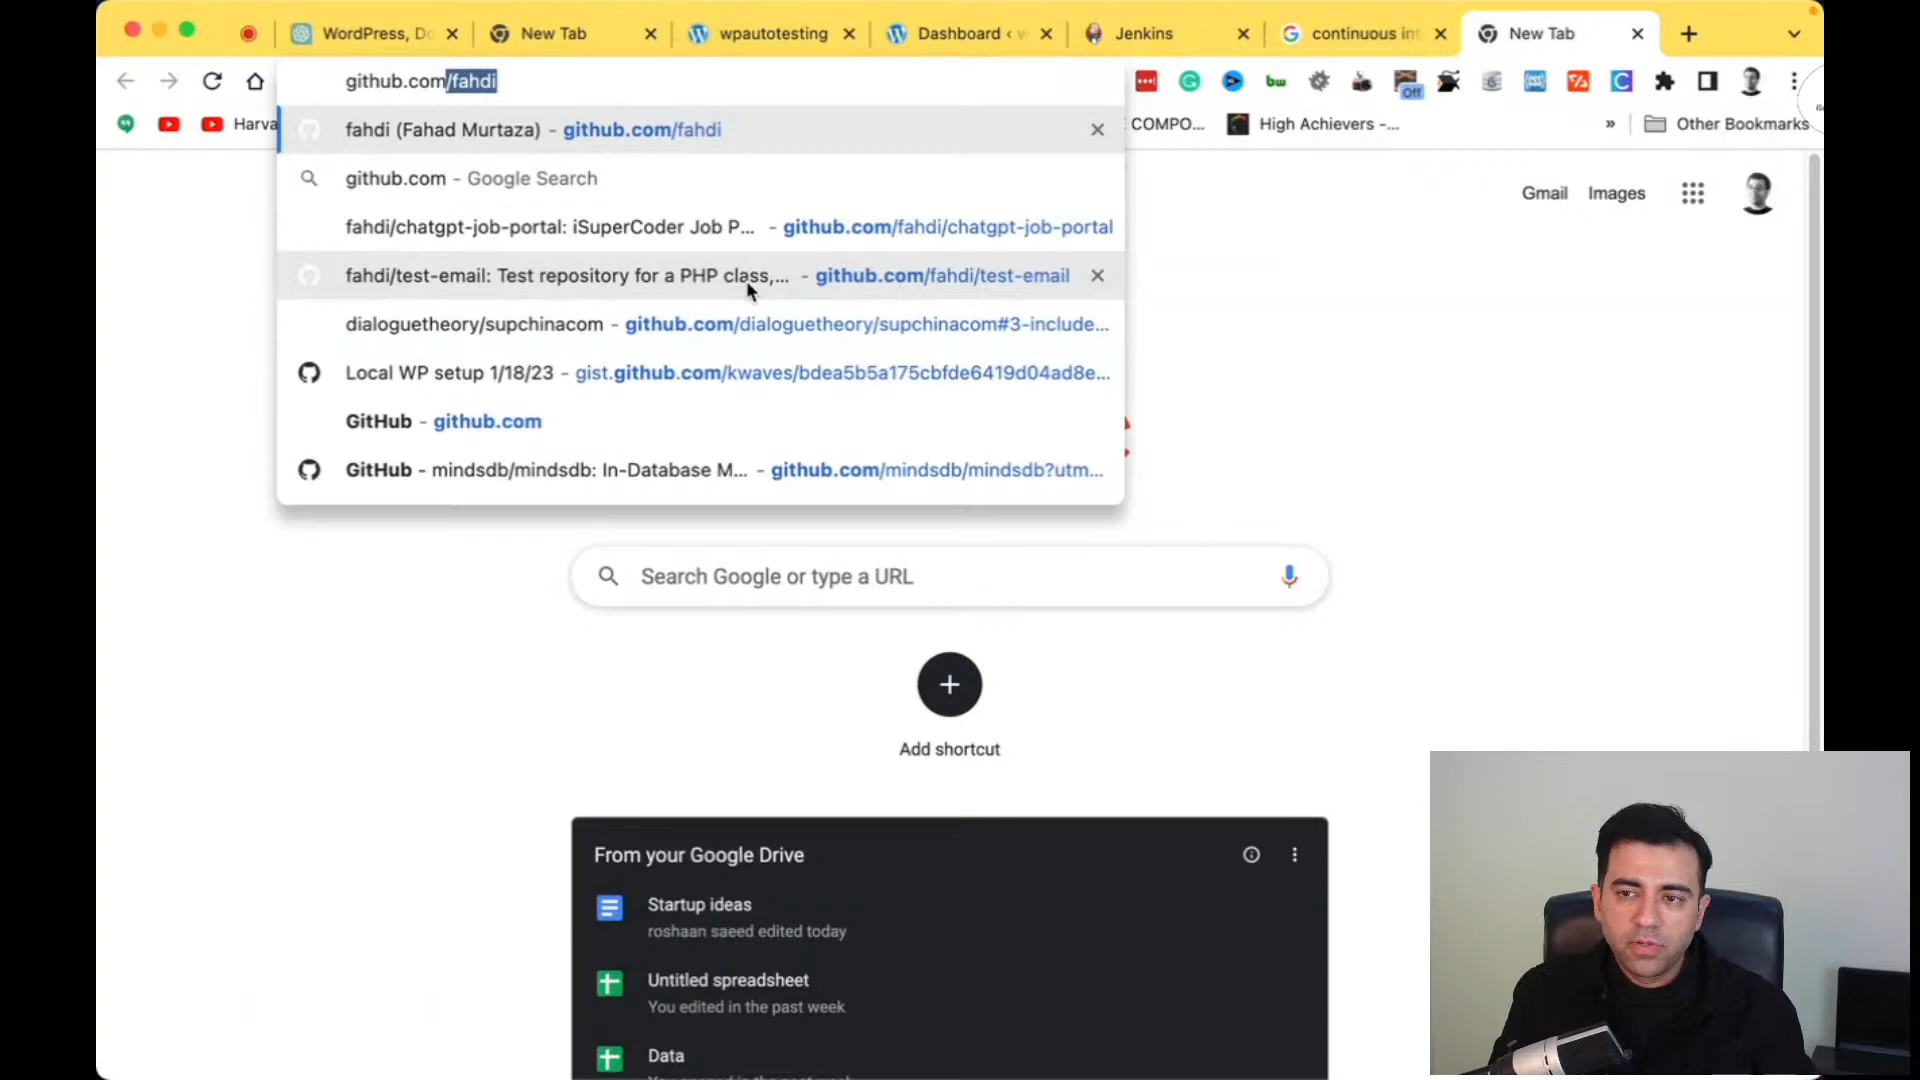 WordPress, Do
New Tab
wpautotesting
Dashboard ‹ w
Jenkins
continuous int
New Tab
github.com/fahdi
bw
Off
Harva
COMPO...
High Achievers -...
»
Other Bookmarks
fahdi (Fahad Murtaza) - github.com/fahdi
github.com - Google Search
fahdi/chatgpt-job-portal: iSuperCoder Job P... - github.com/fahdi/chatgpt-job-portal
fahdi/test-email: Test repository for a PHP class,... - github.com/fahdi/test-email
dialoguetheory/supchinacom - github.com/dialoguetheory/supchinacom#3-include...
Local WP setup 1/18/23 - gist.github.com/kwaves/bdea5b5a175cbfde6419d04ad8e...
GitHub - github.com
GitHub - mindsdb/mindsdb: In-Database M... - github.com/mindsdb/mindsdb?utm...
Gmail
Images
Search Google or type a URL
Add shortcut
From your Google Drive
Startup ideas
roshaan saeed edited today
Untitled spreadsheet
You edited in the past week
Data